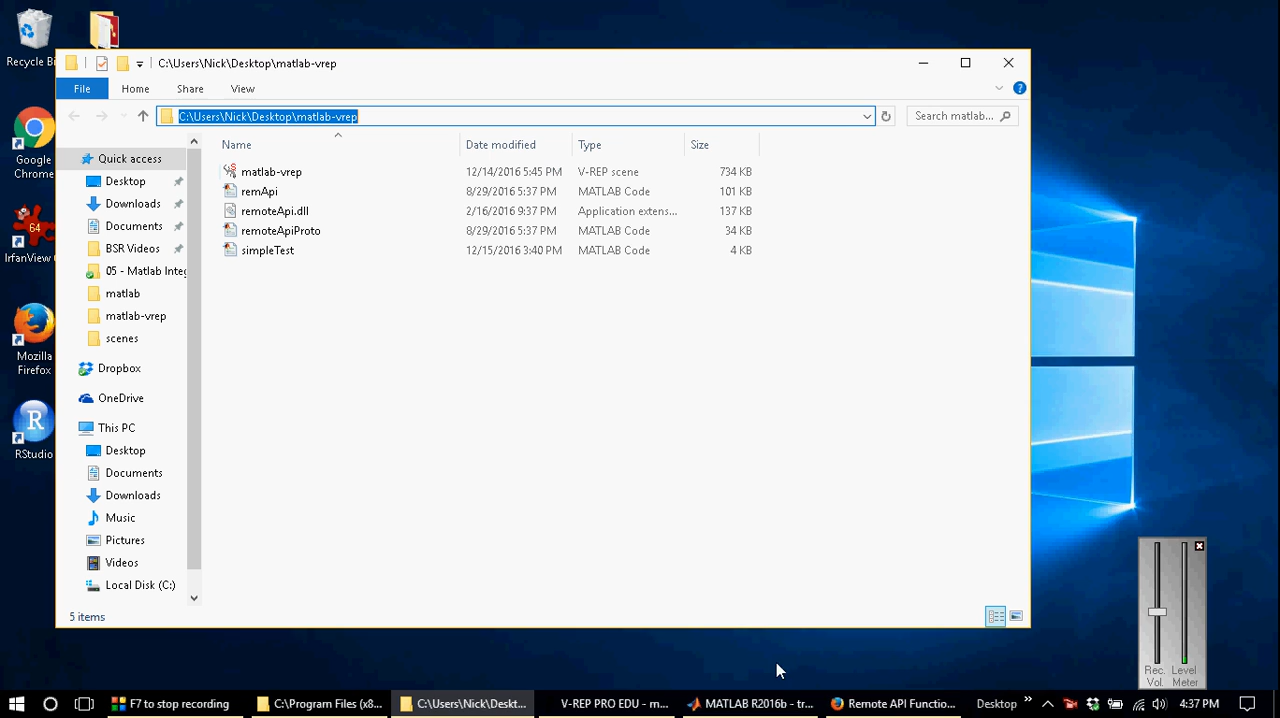 Recycle Bi
C:\Users\Nick\Desktop\matlab-vrep
File Home Share View
C:\Users\Nick\Desktop\matlab-vrep
Search matlab...
Name Date modified Type Size
matlab-vrep 12/14/2016 5:45 PM V-REP scene 734 KB
remApi 8/29/2016 5:37 PM MATLAB Code 101 KB
remoteApi.dll 2/16/2016 9:37 PM Application extens... 137 KB
remoteApiProto 8/29/2016 5:37 PM MATLAB Code 34 KB
simpleTest 12/15/2016 3:40 PM MATLAB Code 4 KB
Quick access
Desktop
Downloads
Documents
BSR Videos
05 - Matlab Integ
matlab
matlab-vrep
scenes
Dropbox
OneDrive
This PC
Desktop
Documents
Downloads
Music
Pictures
Videos
Local Disk (C:)
5 items
Google
Chrome
64
IrfanView
Mozilla
Firefox
R
RStudio
Rec. Level
Vol. Meter
F7 to stop recording
C:\Program Files (x8...
C:\Users\Nick\Deskt...
V-REP PRO EDU - m...
MATLAB R2016b - tr...
Remote API Functio...
Desktop
4:37 PM